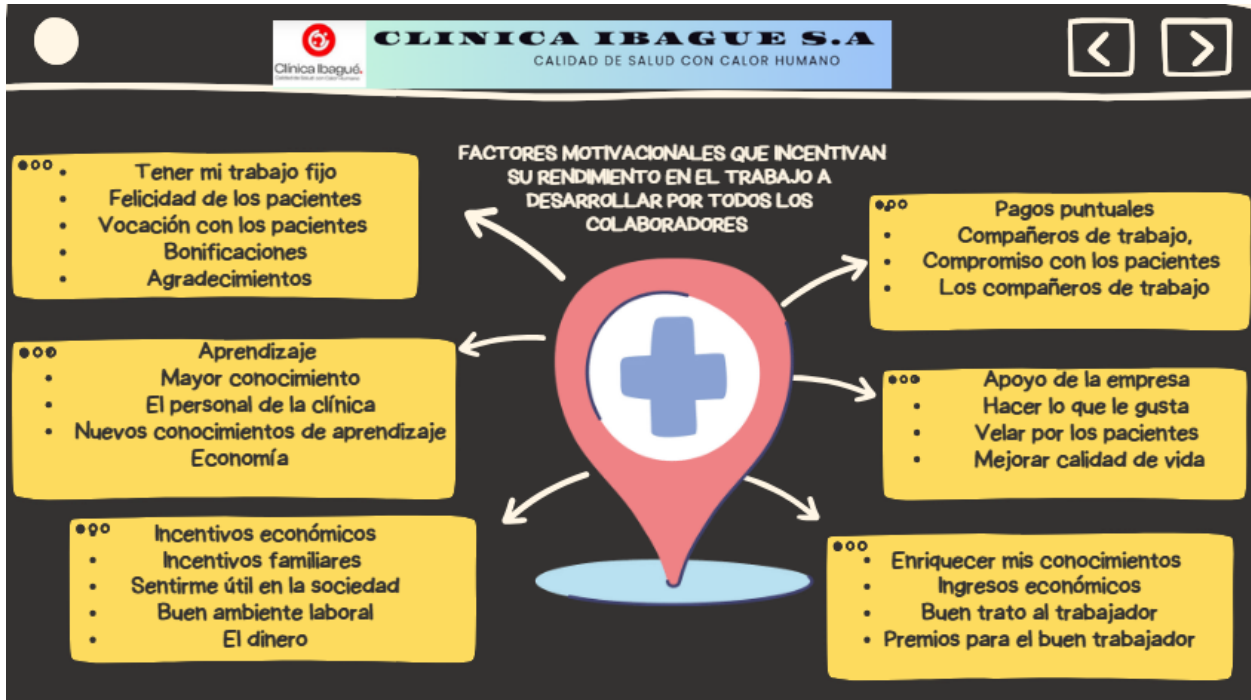 Clínica Ibagué.
CLINICA IBAGUE S.A
CALIDAD DE SALUD CON CALOR HUMANO
FACTORES MOTIVACIONALES QUE INCENTIVAN
SU RENDIMIENTO EN EL TRABAJO A
DESARROLLAR POR TODOS LOS
COLABORADORES
Tener mi trabajo fijo
Felicidad de los pacientes
Vocación con los pacientes
Bonificaciones
Agradecimientos
Aprendizaje
Mayor conocimiento
El personal de la clínica
Nuevos conocimientos de aprendizaje
Economía
Incentivos económicos
Incentivos familiares
Sentirme útil en la sociedad
Buen ambiente laboral
El dinero
Pagos puntuales
Compañeros de trabajo,
Compromiso con los pacientes
Los compañeros de trabajo
Apoyo de la empresa
Hacer lo que le gusta
Velar por los pacientes
Mejorar calidad de vida
Enriquecer mis conocimientos
Ingresos económicos
Buen trato al trabajador
Premios para el buen trabajador